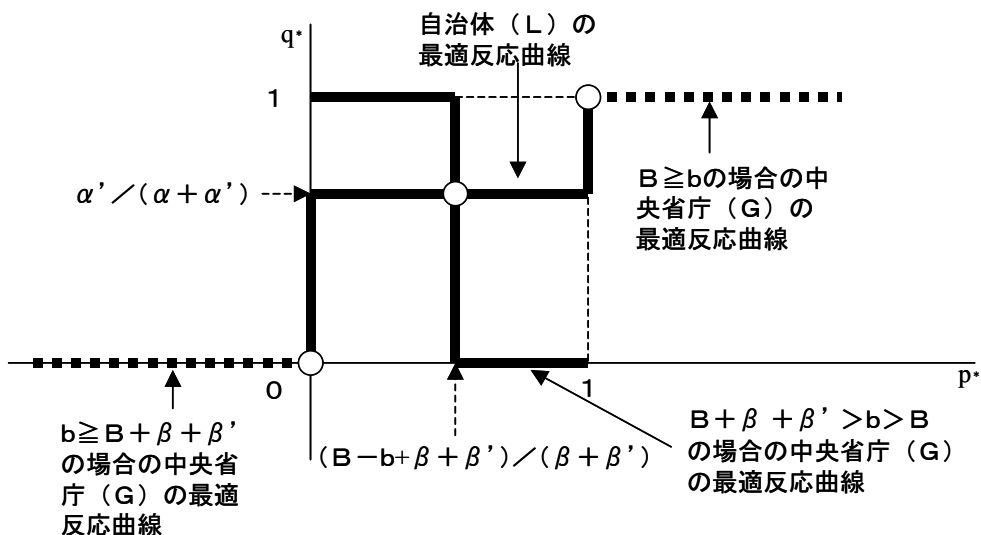 自治体（Ｌ）の
最適反応曲線
q*
１
α’／（α＋α’）
Ｂ≧bの場合の中
央省庁（Ｇ）の
最適反応曲線
０
１
p*
b≧Ｂ＋β＋β’
の場合の中央省
庁（Ｇ）の最適
反応曲線
（Ｂ－b+β＋β’）／（β＋β’）
Ｂ＋β ＋β’ ＞b＞Ｂ
の場合の中央省庁（Ｇ）
の最適反応曲線